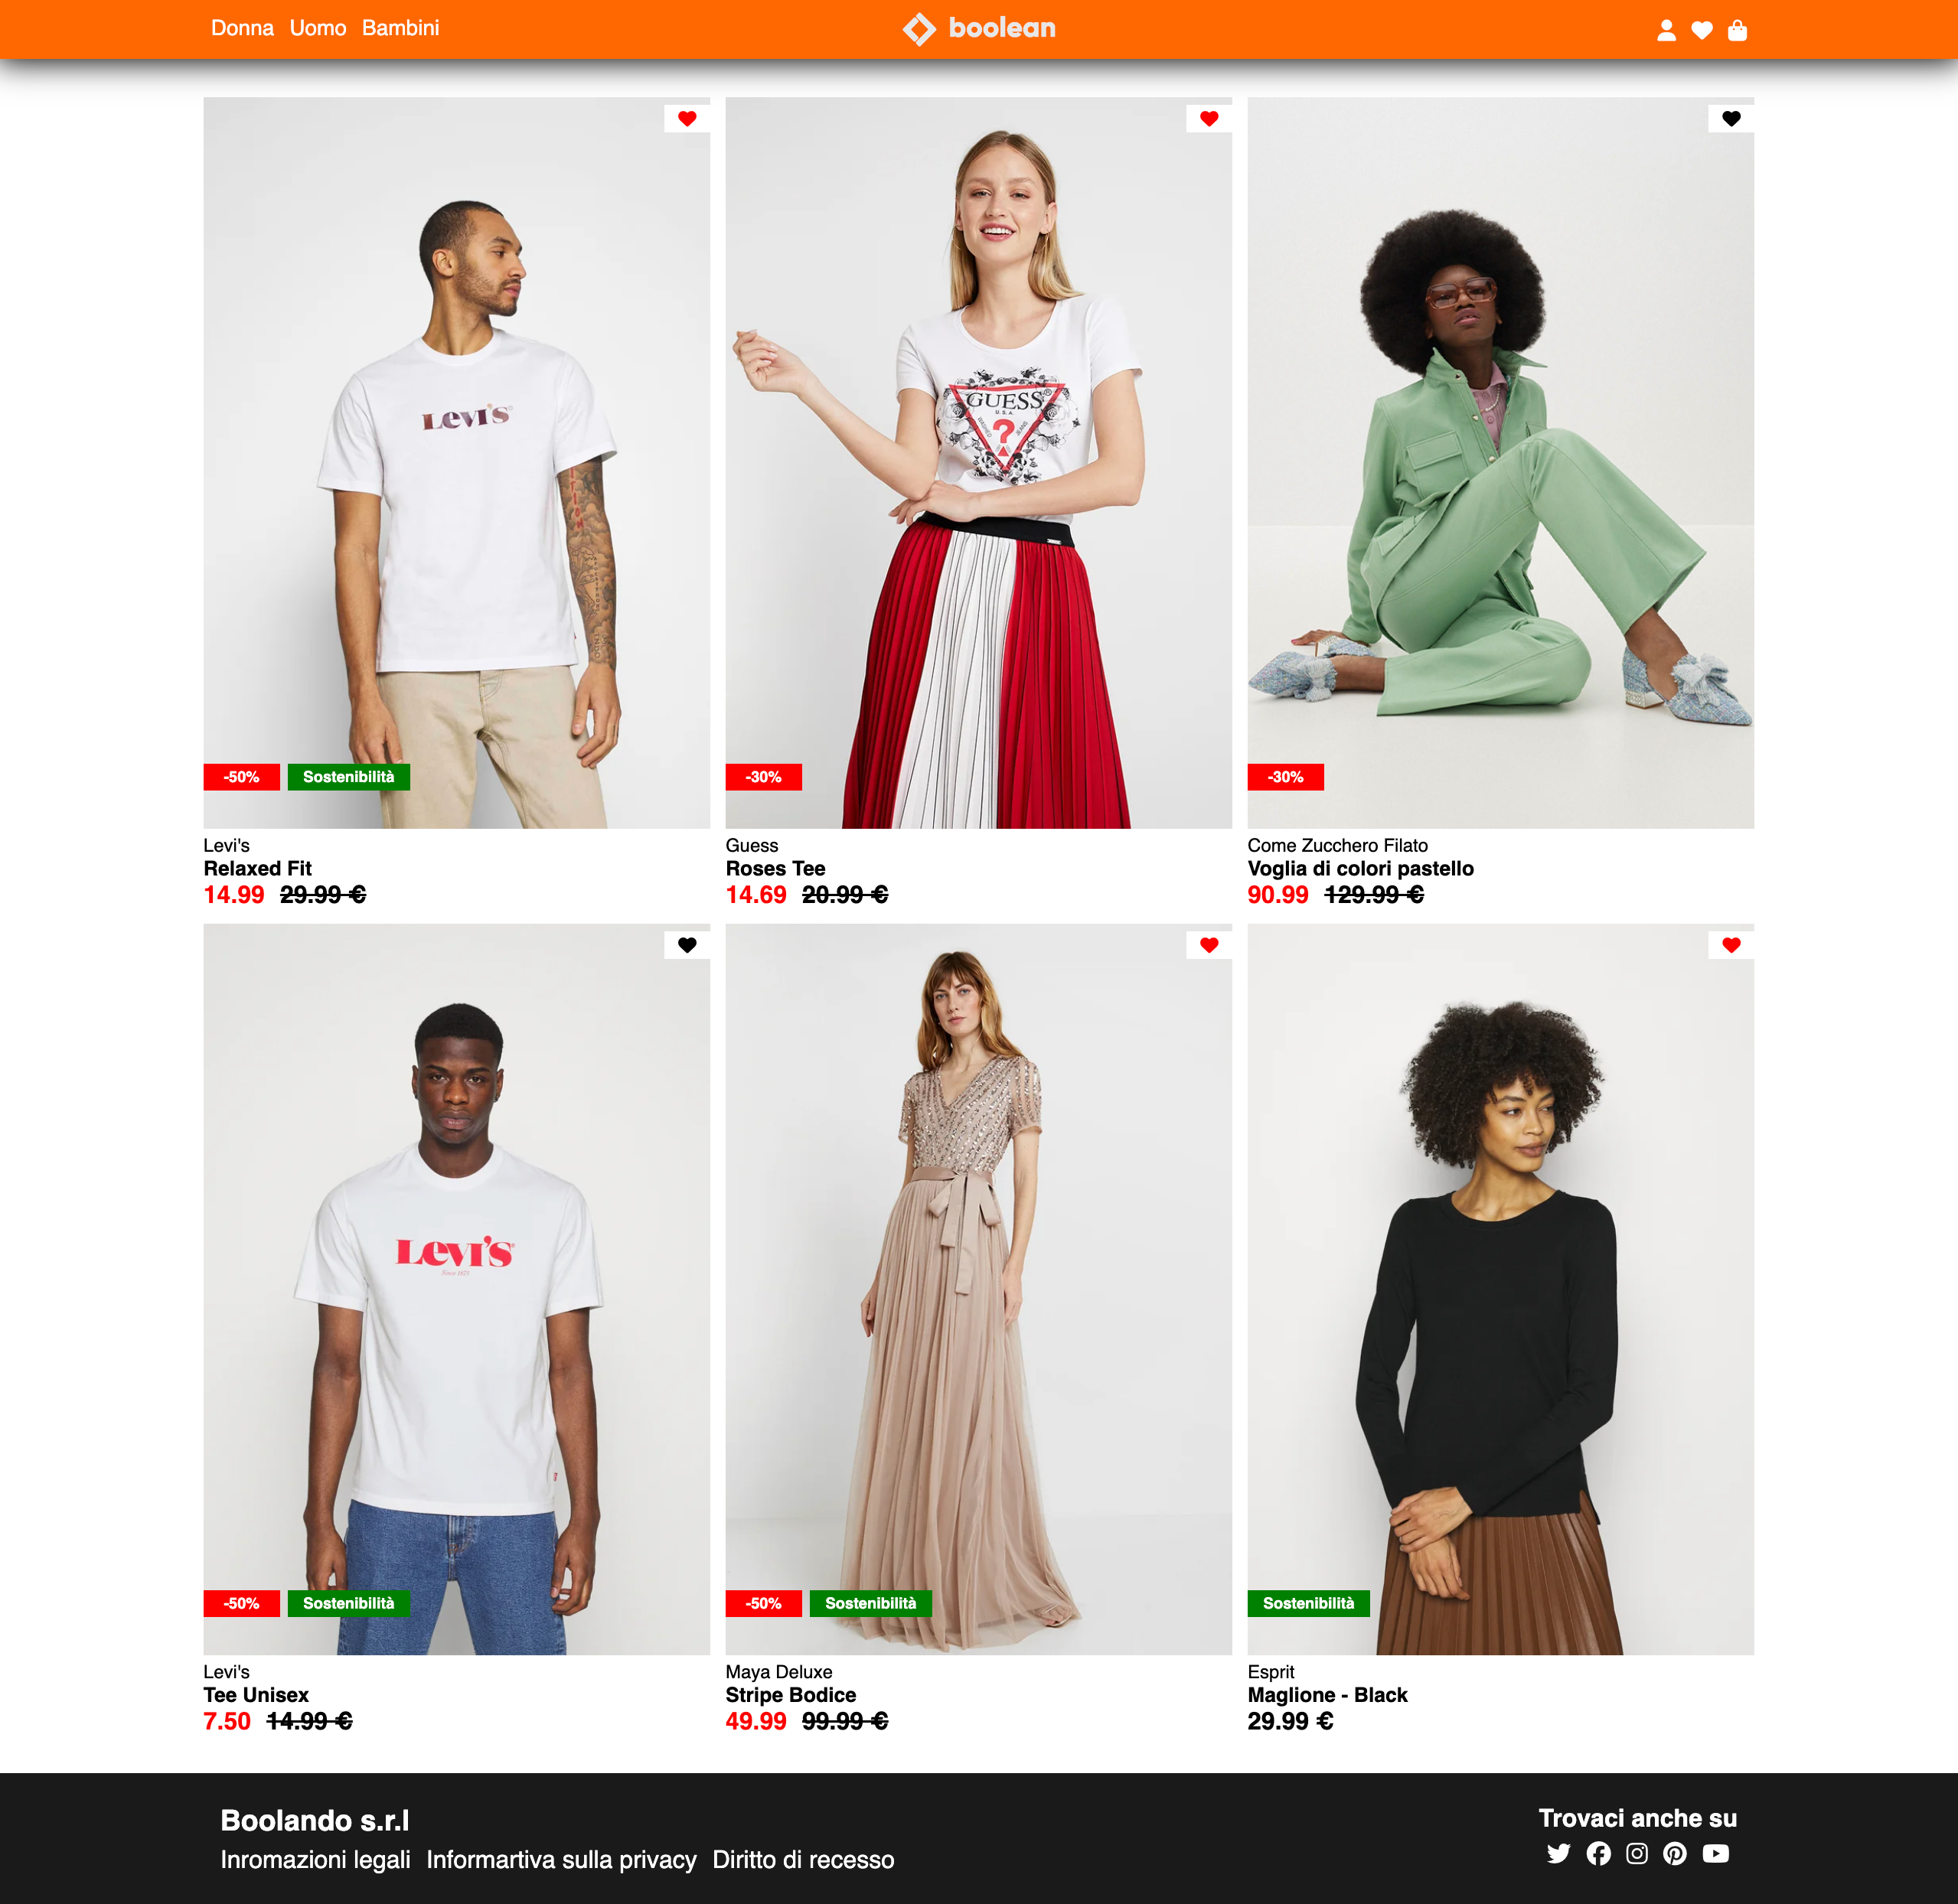 Donna Uomo Bambini
boolean
LEVI'S
GUESS
U.S.A.
WASHED
JEANS
?
-50% Sostenibilità
-30%
-30%
Levi's
Relaxed Fit
14.99 29.99 €
Guess
Roses Tee
14.69 20.99 €
Come Zucchero Filato
Voglia di colori pastello
90.99 129.99 €
LEVI'S
-50% Sostenibilità
-50% Sostenibilità
Sostenibilità
Levi's
Tee Unisex
7.50 14.99 €
Maya Deluxe
Stripe Bodice
49.99 99.99 €
Esprit
Maglione - Black
29.99 €
Boolando s.r.l
Inromazioni legali Informartiva sulla privacy Diritto di recesso
Trovaci anche su